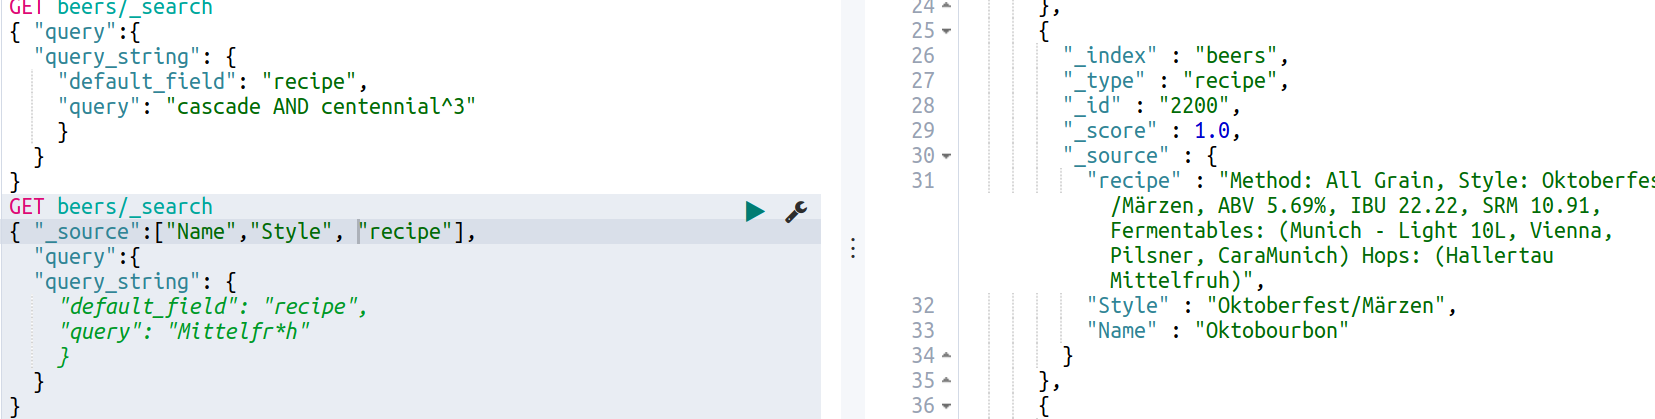 GET beers/_search
{ "query":{
"query_string": {
"default_field": "recipe",
"query": "cascade AND centennial^3"
}
}
}
GET beers/_search
{ "_source":["Name","Style", "recipe"],
"query":{
"query_string": {
"default_field": "recipe",
"query": "Mittelfr*h"
}
}
}
24 },
25 {
26 "_index" : "beers",
27 "_type" : "recipe",
28 "_id" : "2200",
29 "_score" : 1.0,
30 "_source" : {
31 "recipe" : "Method: All Grain, Style: Oktoberfes
/Märzen, ABV 5.69%, IBU 22.22, SRM 10.91,
Fermentables: (Munich - Light 10L, Vienna,
Pilsner, CaraMunich) Hops: (Hallertau
Mittelfruh)",
32 "Style" : "Oktoberfest/Märzen",
33 "Name" : "Oktobourbon"
34 }
35 },
36 {